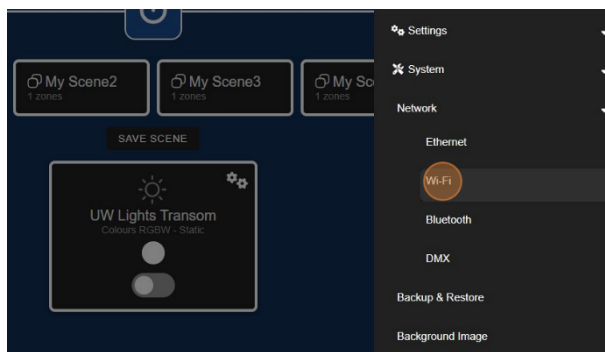 My Scene2
1 zones
My Scene3
1 zones
My Sc
1 zones
SAVE SCENE
UW Lights Transom
Colours RGBW - Static
Settings
System
Network
Ethernet
Wi-Fi
Bluetooth
DMX
Backup & Restore
Background Image